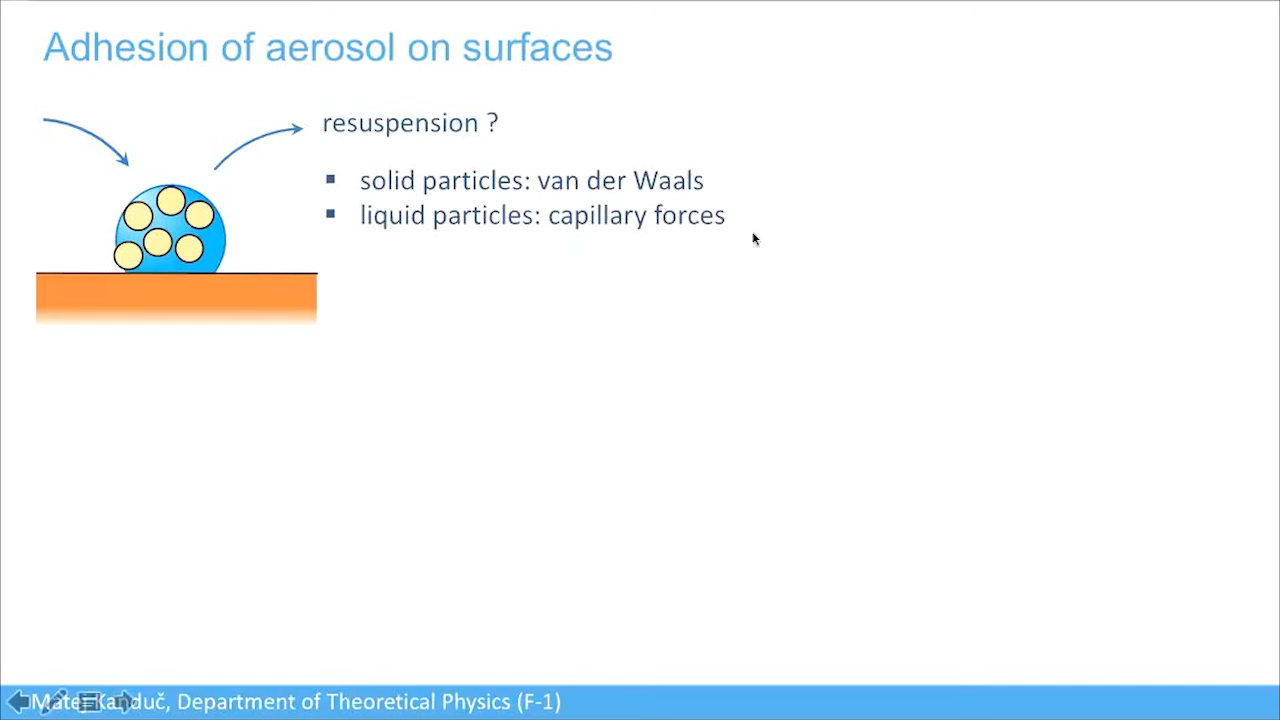 Adhesion of aerosol on surfaces
resuspension ?
▪ solid particles: van der Waals
▪ liquid particles: capillary forces
Matej Kanduč, Department of Theoretical Physics (F-1)